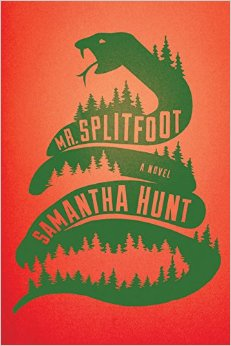 MR. SPLITFOOT
A NOVEL
SAMANTHA HUNT